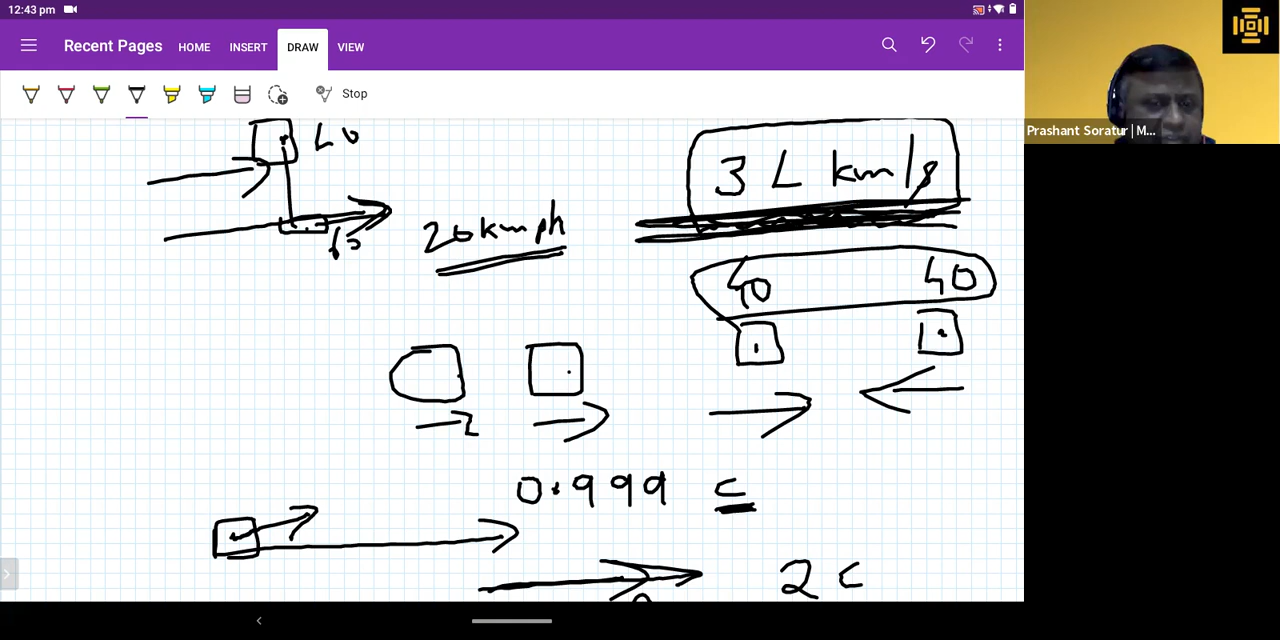 12:43 pm
Recent Pages HOME INSERT DRAW VIEW
Stop
Prashant Soratur | M...
3 L km/s
20 kmph
40 40
0.999 c
2 c